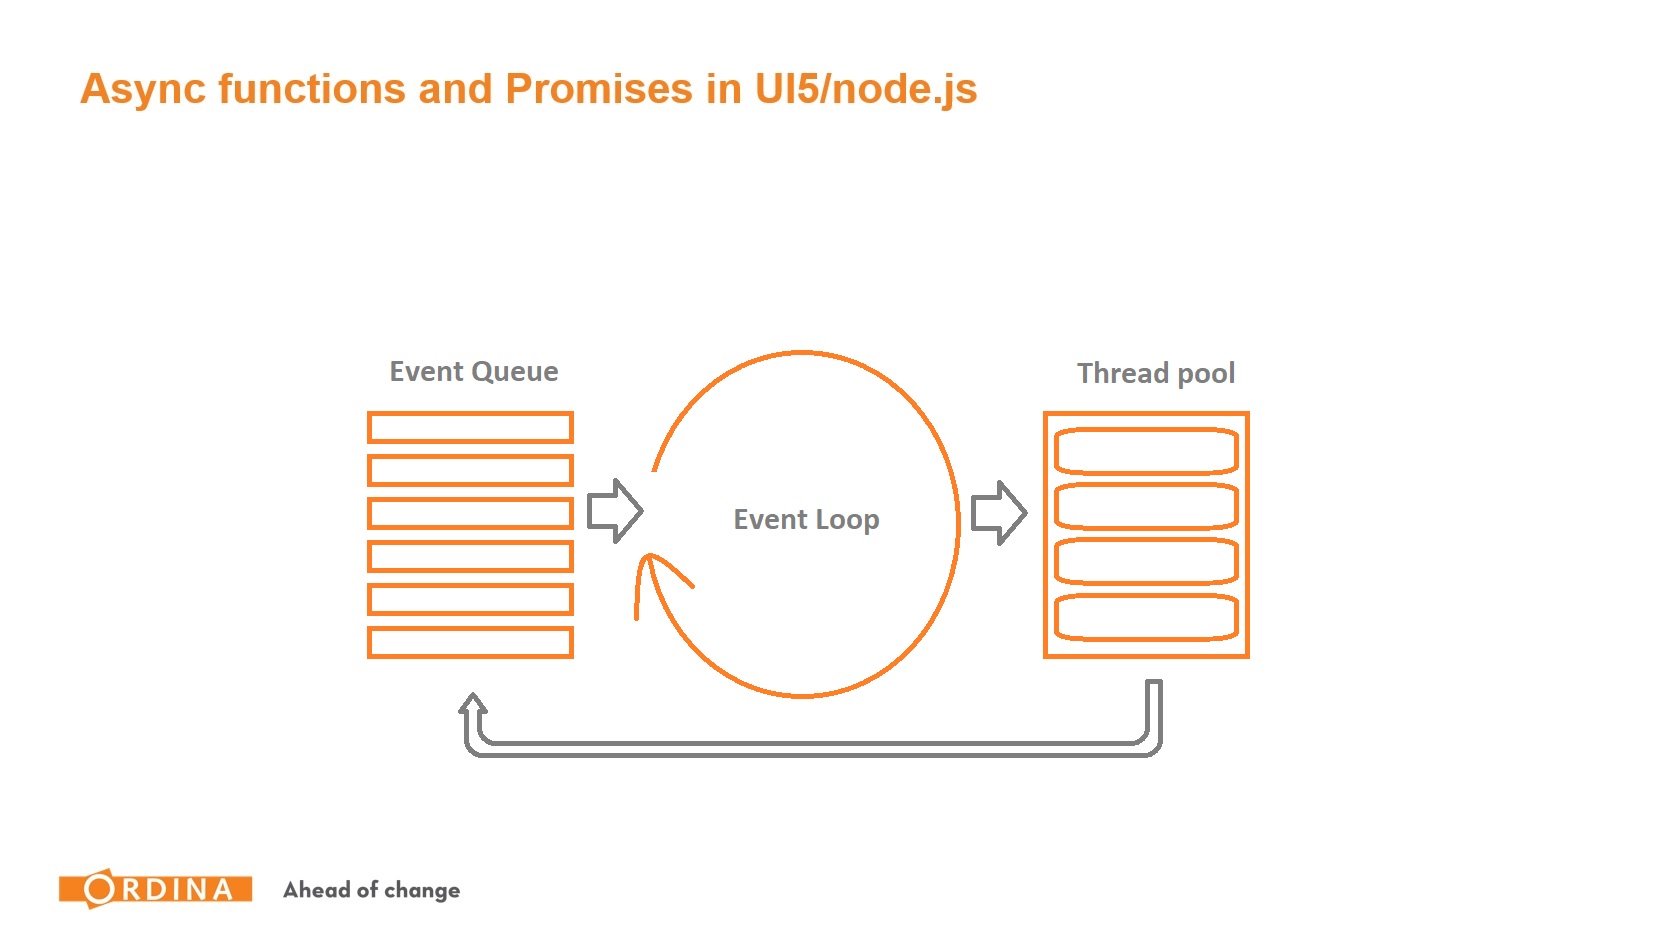 Async functions and Promises in UI5/node.js
Event Queue
Event Loop
Thread pool
ORDINA
Ahead of change